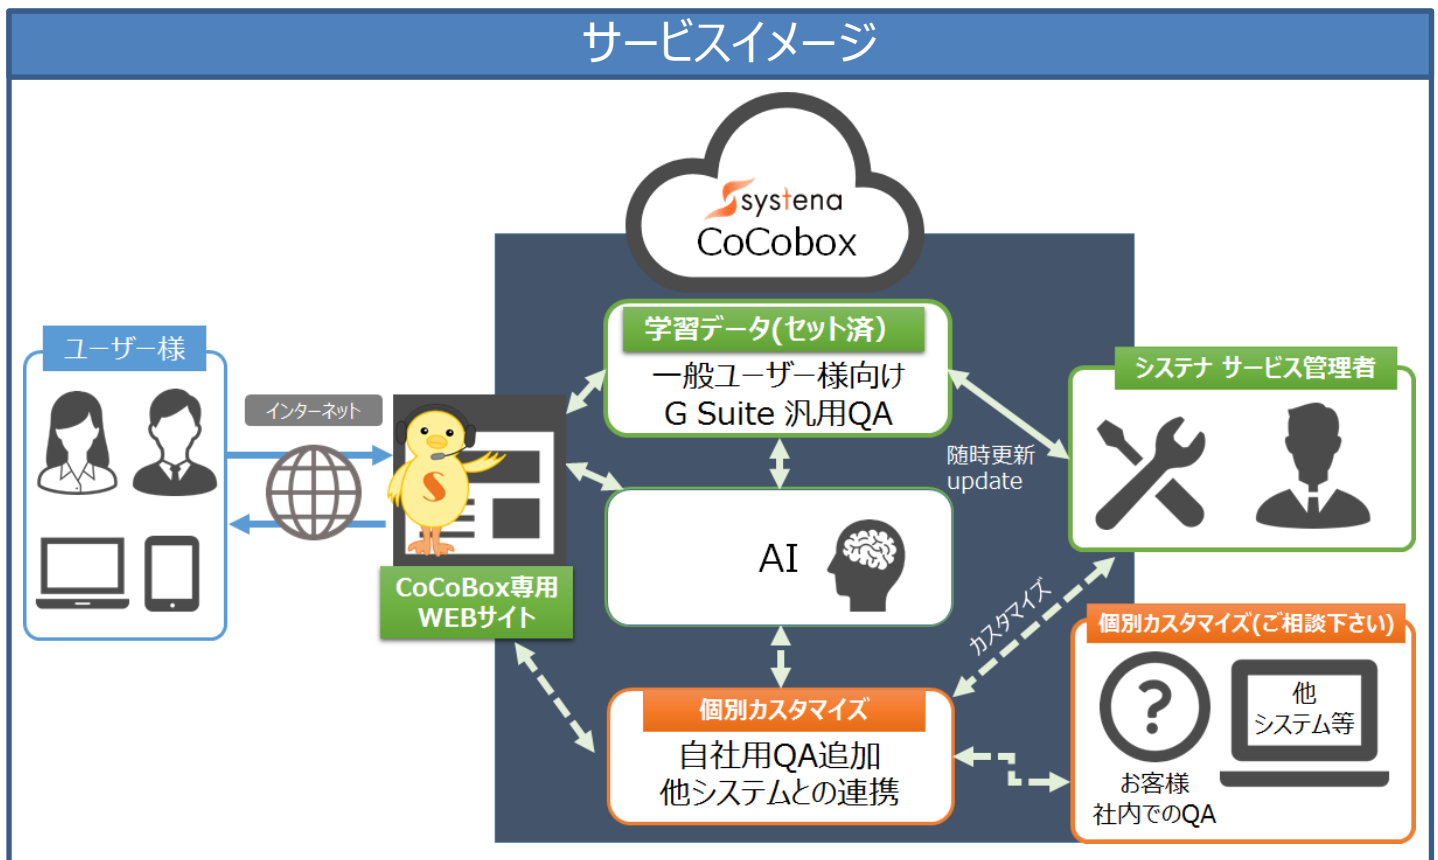 サービスイメージ
systena
CoCobox
学習データ(セット済）
一般ユーザー様向け
G Suite 汎用QA
ユーザー様
インターネット
システナ サービス管理者
随時更新
update
AI
CoCoBox専用
WEBサイト
カスタマイズ
個別カスタマイズ(ご相談下さい)
他
システム等
お客様
社内でのQA
個別カスタマイズ
自社用QA追加
他システムとの連携